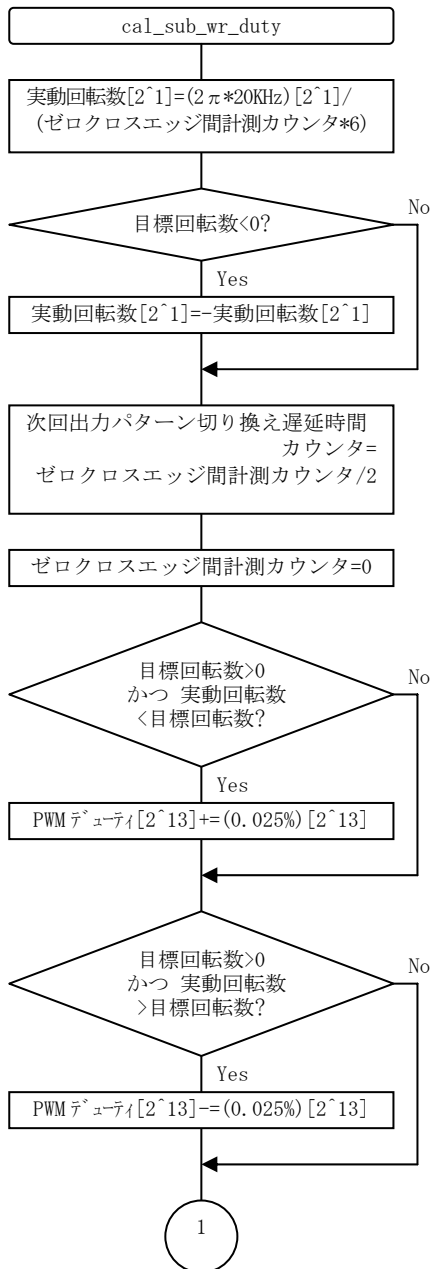 cal_sub_wr_duty
実動回転数[2^1]=(2π*20KHz)[2^1]/
(ゼロクロスエッジ間計測カウンタ*6)
目標回転数<0?
No
Yes
実動回転数[2^1]=-実動回転数[2^1]
次回出力パターン切り換え遅延時間
カウンタ=
ゼロクロスエッジ間計測カウンタ/2
ゼロクロスエッジ間計測カウンタ=0
目標回転数>0
かつ 実動回転数
<目標回転数?
No
Yes
PWMデューティ[2^13]+=(0.025%)[2^13]
目標回転数>0
かつ 実動回転数
>目標回転数?
No
Yes
PWMデューティ[2^13]-=(0.025%)[2^13]
1